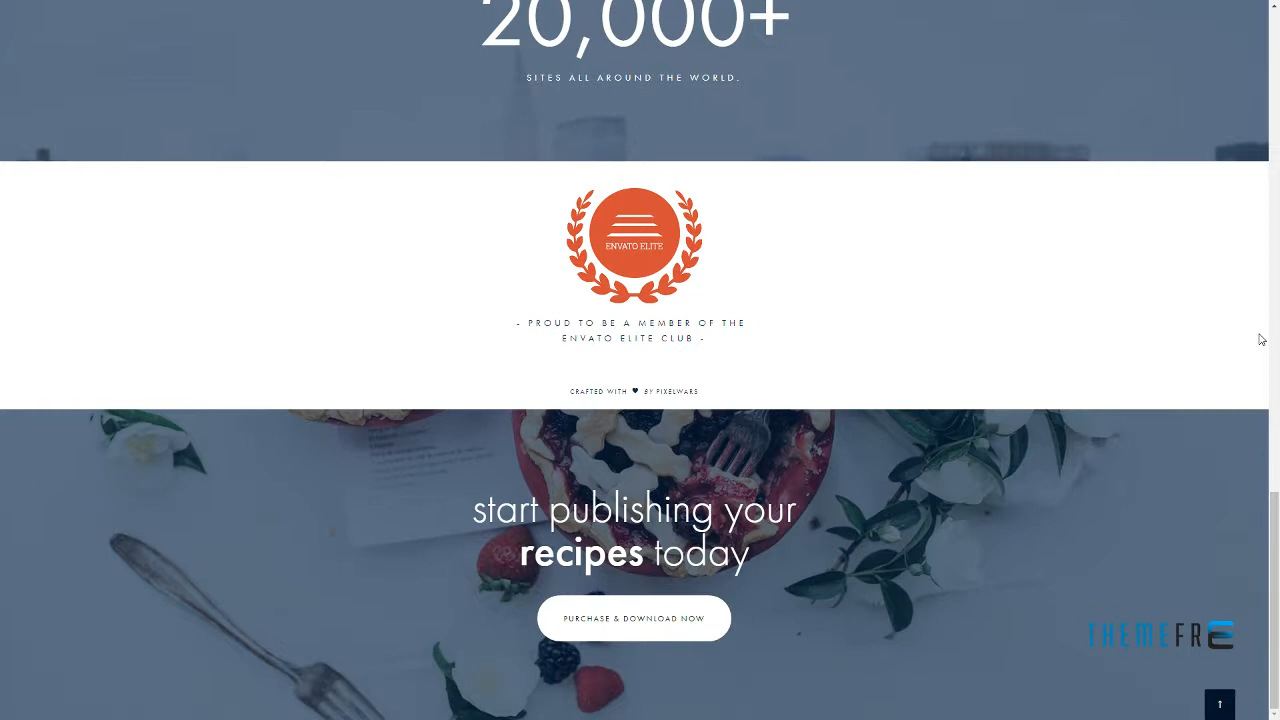 20,000+
SITES ALL AROUND THE WORLD.
ENVATO ELITE
- PROUD TO BE A MEMBER OF THE
ENVATO ELITE CLUB -
CRAFTED WITH ♥ BY PIXELWARS
start publishing your
recipes today
PURCHASE & DOWNLOAD NOW
THEMEFRE
↑